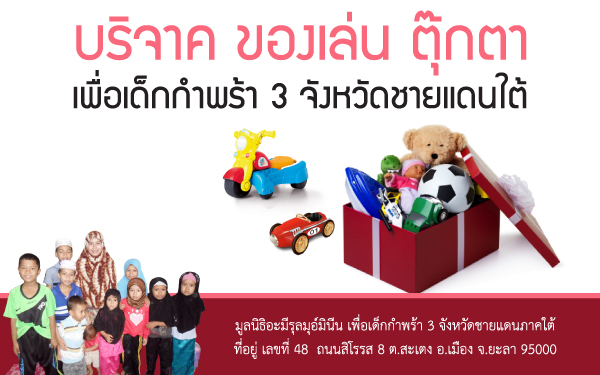 บริจาค ของเล่น ตุ๊กตา
เพื่อเด็กกำพร้า 3 จังหวัดชายแดนใต้
01
มูลนิธิอะมีรุลมุอ์มินีน เพื่อเด็กกำพร้า 3 จังหวัดชายแดนภาคใต้
ที่อยู่ เลขที่ 48 ถนนสิโรรส 8 ต.สะเตง อ.เมือง จ.ยะลา 95000